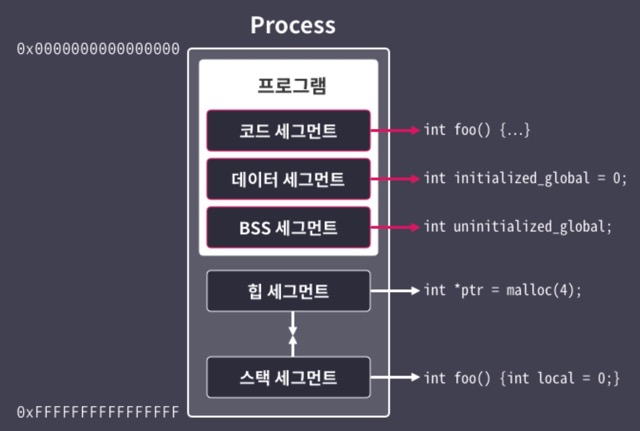 Process
0x0000000000000000
프로그램
코드 세그먼트
int foo() {…}
데이터 세그먼트
int initialized_global = 0;
BSS 세그먼트
int uninitialized_global;
힙 세그먼트
int *ptr = malloc(4);
스택 세그먼트
int foo() {int local = 0;}
0xFFFFFFFFFFFFFFFF